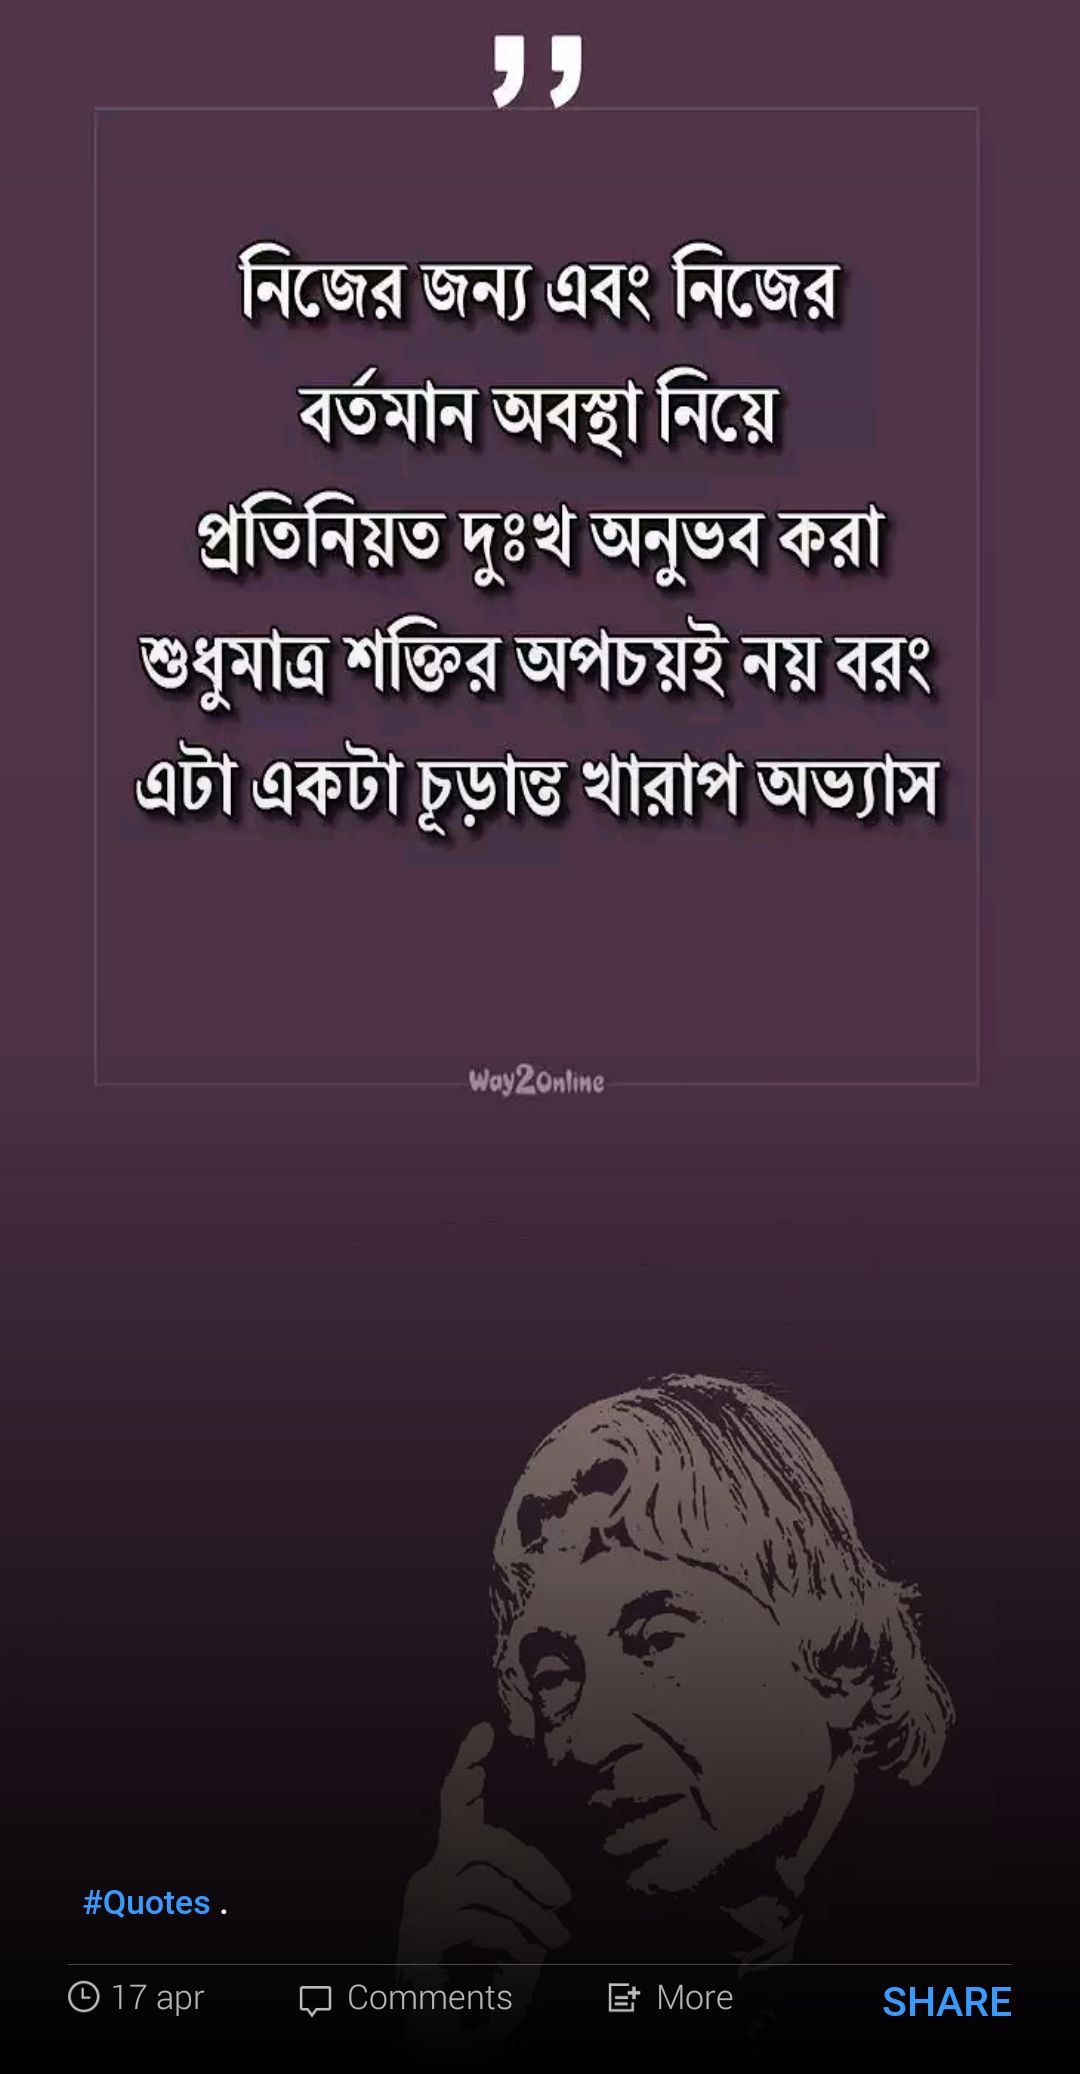 ”
নিজের জন্য এবং নিজের
বর্তমান অবস্থা নিয়ে
প্রতিনিয়ত দুঃখ অনুভব করা
শুধুমাত্র শক্তির অপচয়ই নয় বরং
এটা একটা চূড়ান্ত খারাপ অভ্যাস
Way2Online
#Quotes .
17 apr Comments More SHARE